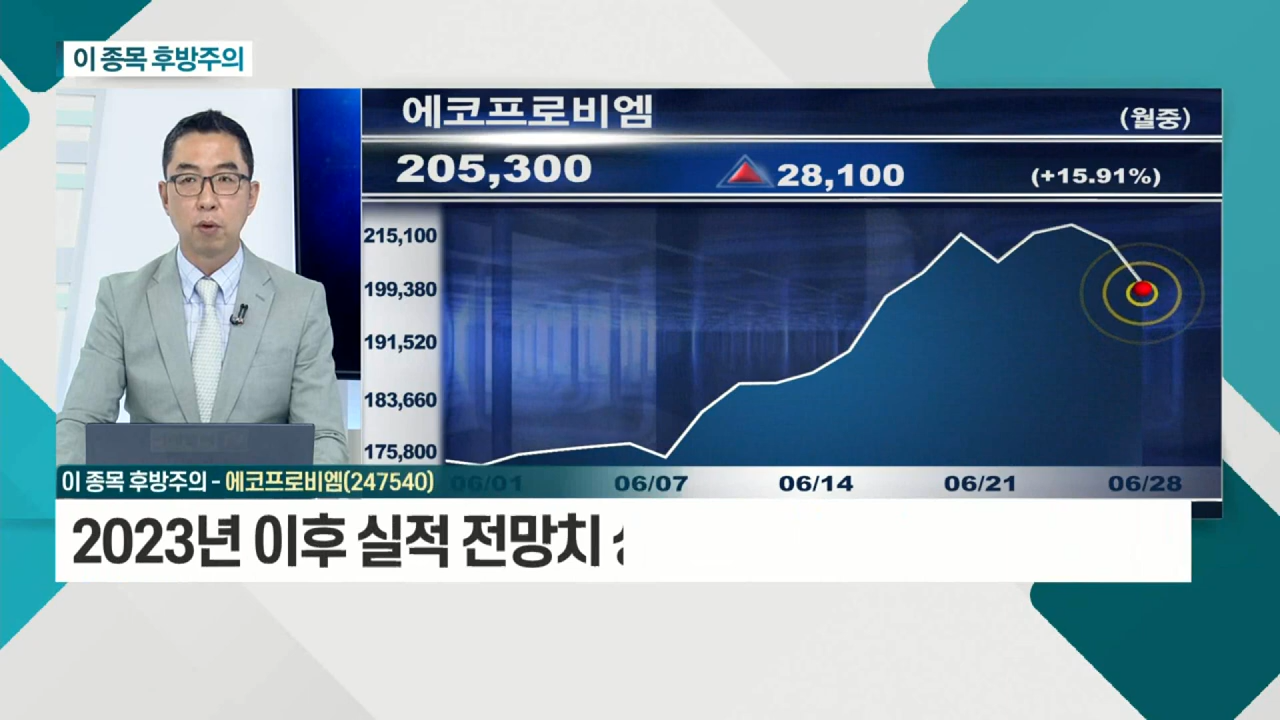 이 종목 후방주의
에코프로비엠
(월중)
205,300
28,100
(+15.91%)
215,100
199,380
191,520
183,660
175,800
06/01
06/07
06/14
06/21
06/28
이 종목 후방주의 - 에코프로비엠(247540)
2023년 이후 실적 전망치